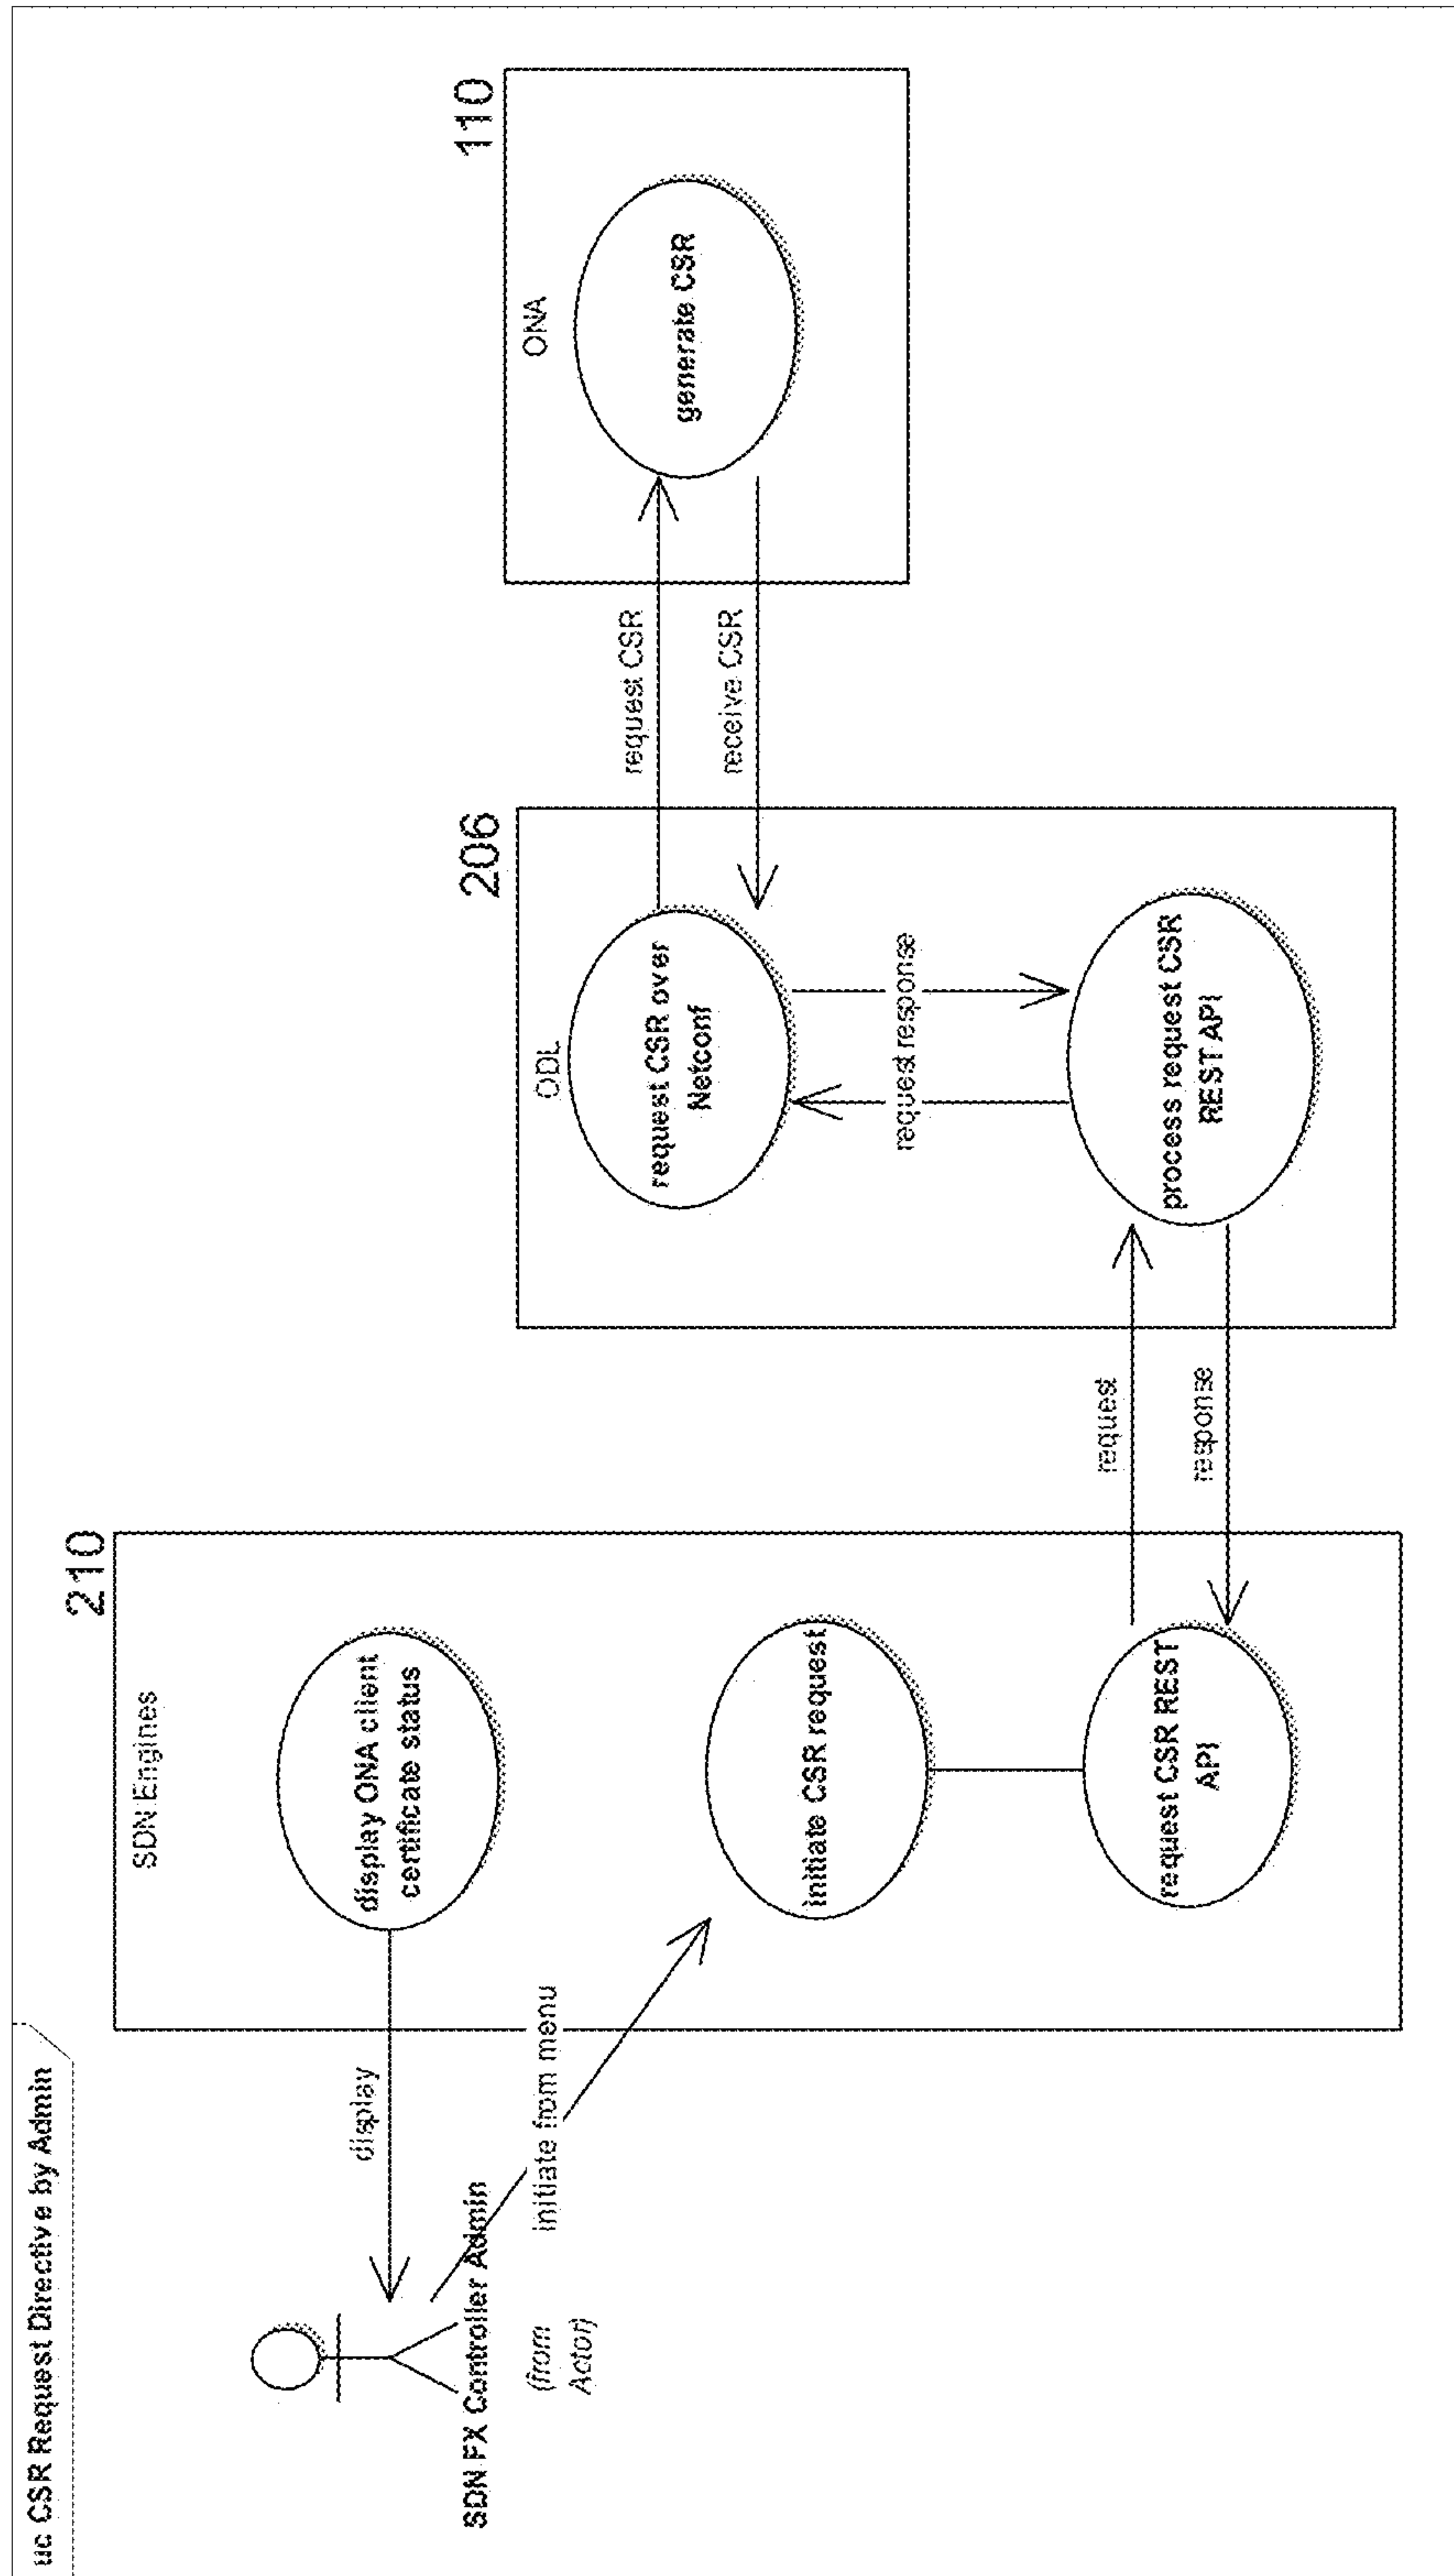 uc CSR Request Directive by Admin
SDN FX Controller Admin
(from
Actor)
display
initiate from menu
210
SDN Engines
display ONA client
certificate status
initiate CSR request
request CSR REST
API
request
response
206
ODL
request CSR over
Netconf
request response
process request CSR
REST API
request CSR
receive CSR
110
ONA
generate CSR